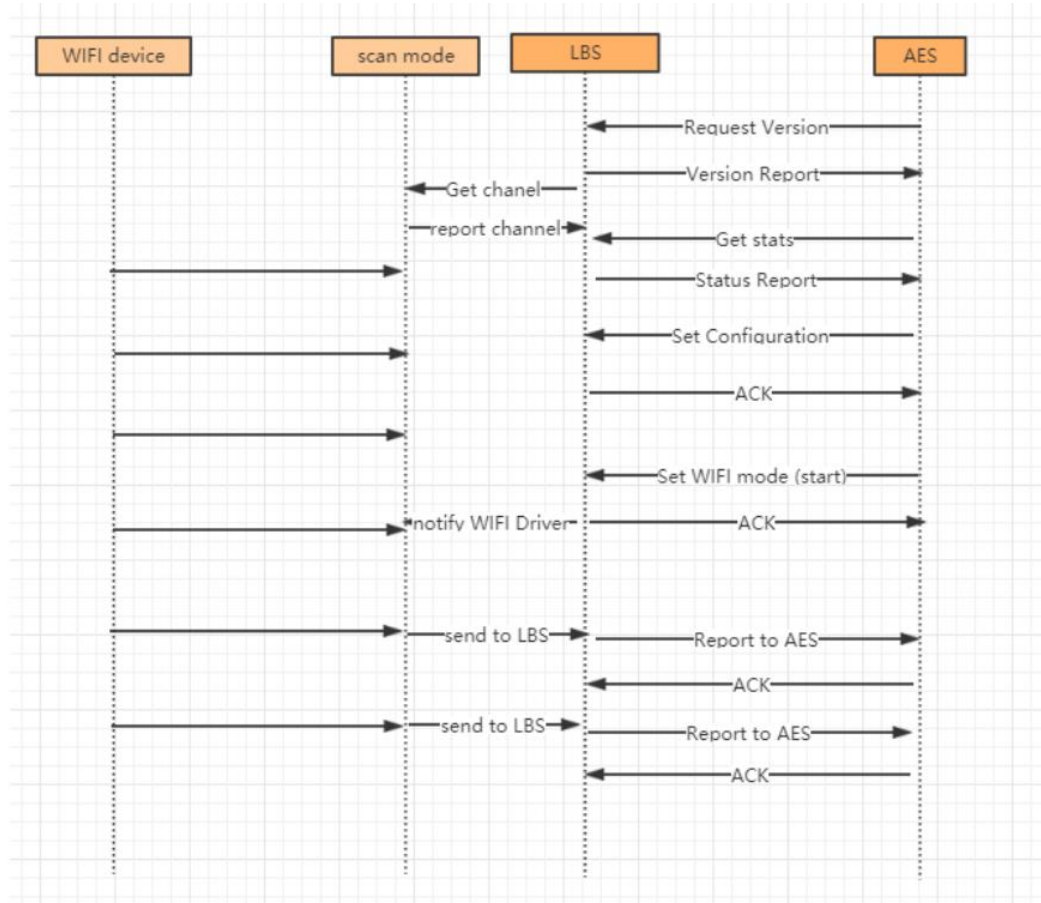 WIFI device
scan mode
LBS
AES
Request Version
Version Report
Get chanel
report channel
Get stats
Status Report
Set Configuration
ACK
Set WIFI mode (start)
notify WIFI Driver
ACK
send to LBS
Report to AES
ACK
send to LBS
Report to AES
ACK